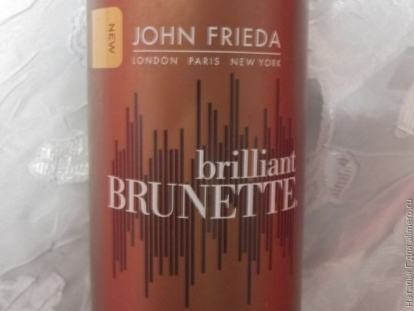 NEW
JOHN FRIEDA
LONDON PARIS NEW YORK
brilliant
BRUNETTE